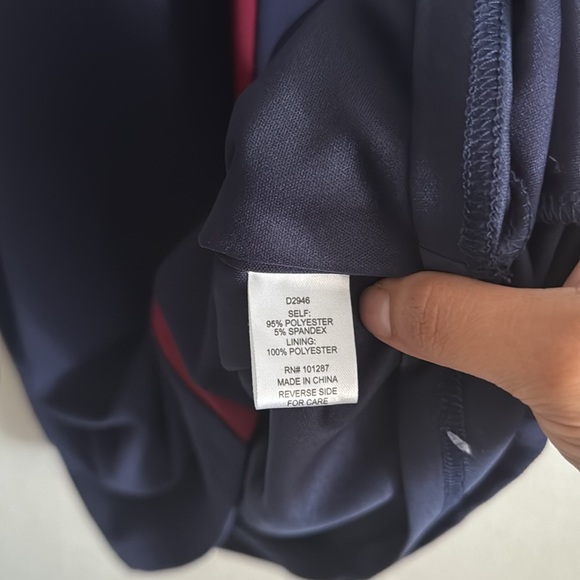 D2946
SELF:
95% POLYESTER
5% SPANDEX
LINING:
100% POLYESTER
RN# 101287
MADE IN CHINA
REVERSE SIDE
FOR CARE